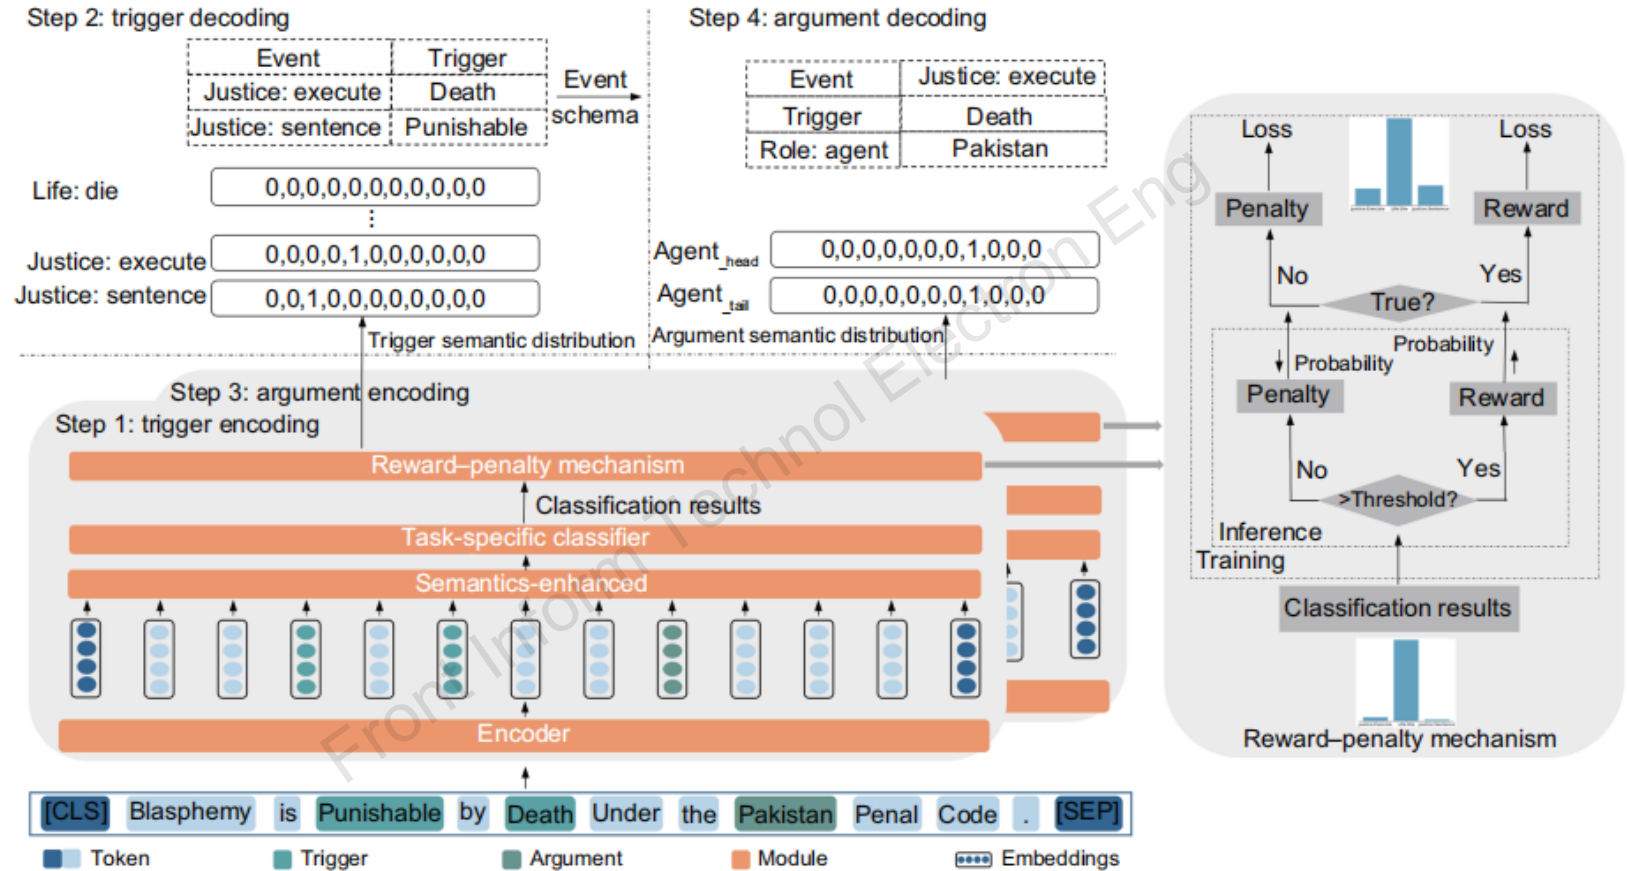 Step 2: trigger decoding
Event Trigger
Justice: execute Death
Justice: sentence Punishable
Event
schema
Life: die 0,0,0,0,0,0,0,0,0,0,0
Justice: execute 0,0,0,0,1,0,0,0,0,0,0
Justice: sentence 0,0,1,0,0,0,0,0,0,0,0
Trigger semantic distribution
Step 4: argument decoding
Event Justice: execute
Trigger Death
Role: agent Pakistan
Agent_head 0,0,0,0,0,0,0,1,0,0,0
Agent_tail 0,0,0,0,0,0,0,1,0,0,0
Argument semantic distribution
Step 3: argument encoding
Step 1: trigger encoding
Reward–penalty mechanism
Classification results
Task-specific classifier
Semantics-enhanced
Encoder
[CLS] Blasphemy is Punishable by Death Under the Pakistan Penal Code . [SEP]
Token Trigger Argument Module Embeddings
Loss Loss
Penalty Reward
No Yes
True?
Probability Probability
Penalty Reward
No Yes
>Threshold?
Inference
Training
Classification results
Reward–penalty mechanism
Front Inform Technol Electron Eng